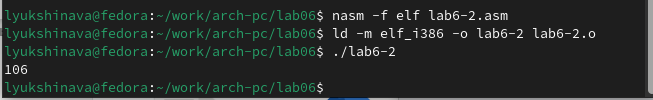 lyukshinava@fedora:~/work/arch-pc/lab06$ nasm -f elf lab6-2.asm
lyukshinava@fedora:~/work/arch-pc/lab06$ ld -m elf_i386 -o lab6-2 lab6-2.o
lyukshinava@fedora:~/work/arch-pc/lab06$ ./lab6-2
106
lyukshinava@fedora:~/work/arch-pc/lab06$